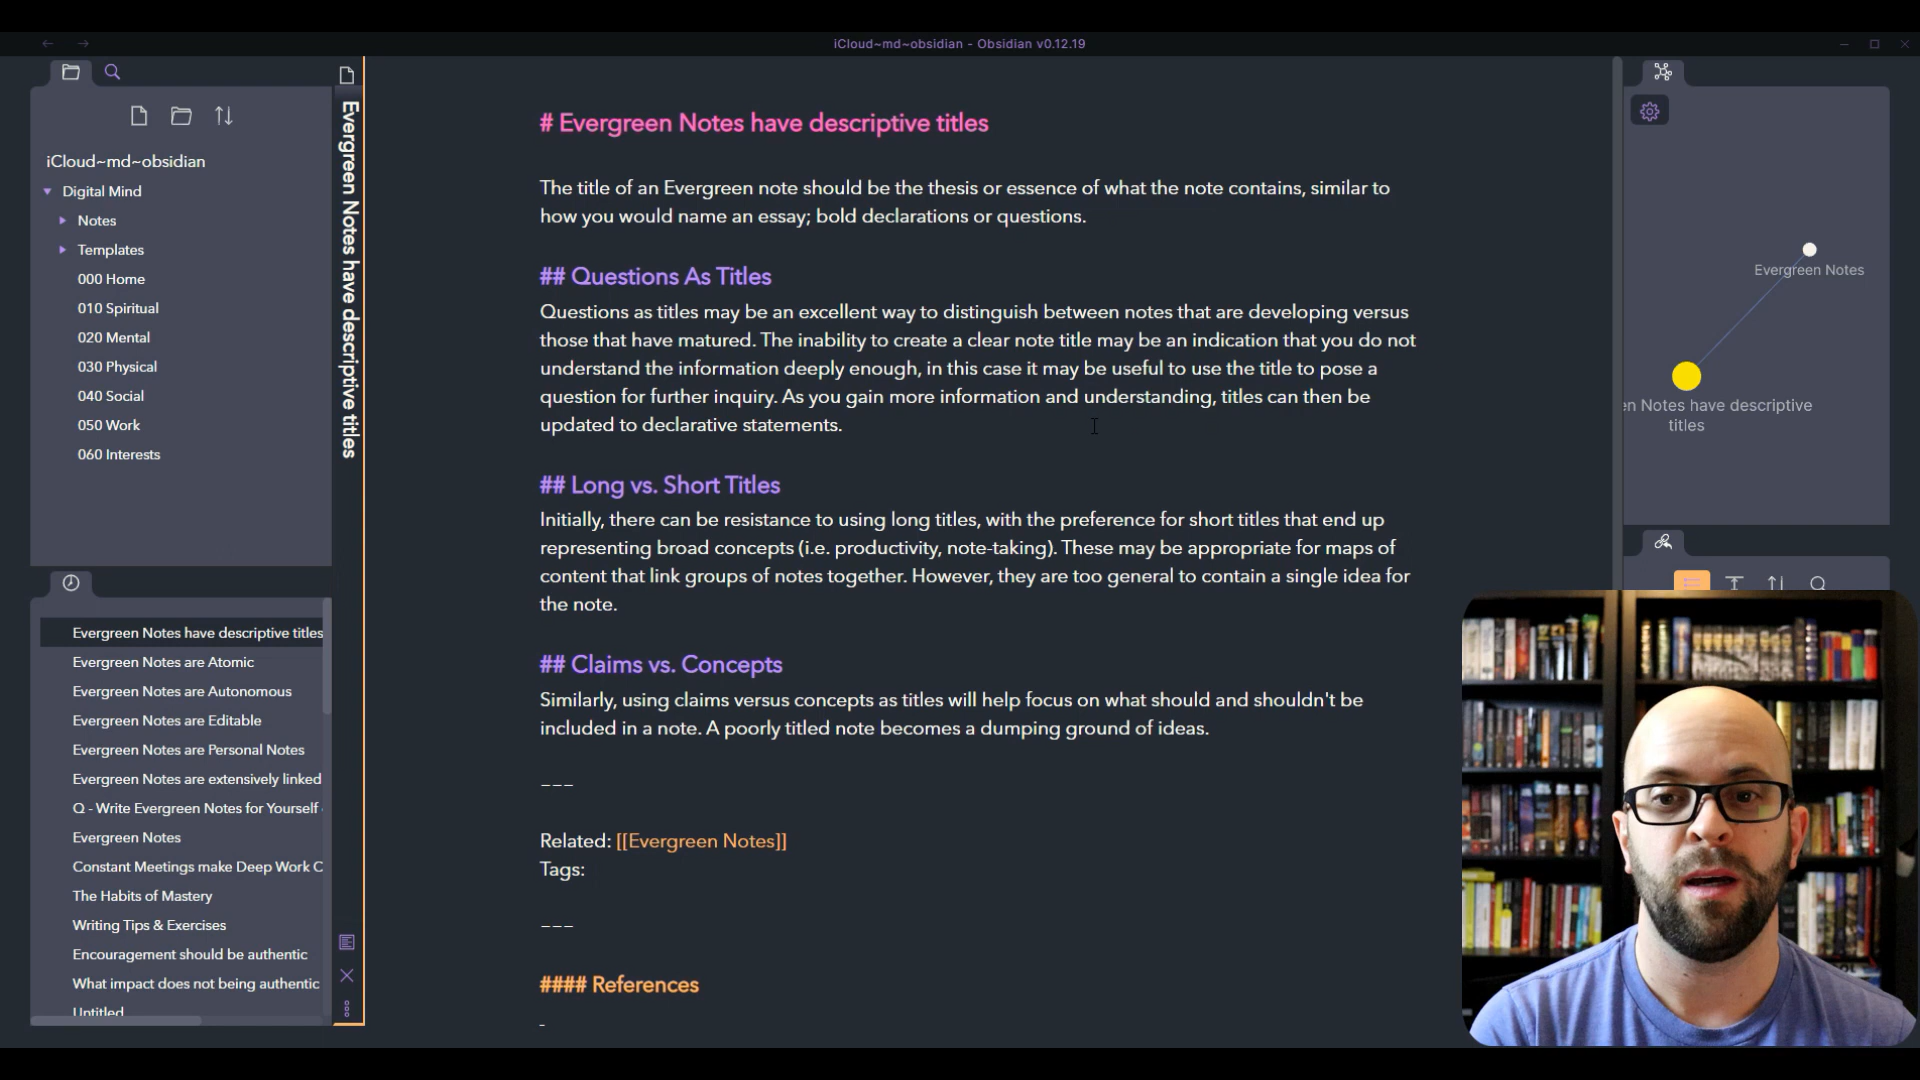 iCloud~md~obsidian - Obsidian v0.12.19
iCloud~md~obsidian
Digital Mind
Notes
Templates
000 Home
010 Spiritual
020 Mental
030 Physical
040 Social
050 Work
060 Interests
Evergreen Notes have descriptive titles
Evergreen Notes are Atomic
Evergreen Notes are Autonomous
Evergreen Notes are Editable
Evergreen Notes are Personal Notes
Evergreen Notes are extensively linked
Q - Write Evergreen Notes for Yourself
Evergreen Notes
Constant Meetings make Deep Work C
The Habits of Mastery
Writing Tips & Exercises
Encouragement should be authentic
What impact does not being authentic
Untitled
Evergreen Notes have descriptive titles
# Evergreen Notes have descriptive titles
The title of an Evergreen note should be the thesis or essence of what the note contains, similar to
how you would name an essay; bold declarations or questions.
## Questions As Titles
Questions as titles may be an excellent way to distinguish between notes that are developing versus
those that have matured. The inability to create a clear note title may be an indication that you do not
understand the information deeply enough, in this case it may be useful to use the title to pose a
question for further inquiry. As you gain more information and understanding, titles can then be
updated to declarative statements.
## Long vs. Short Titles
Initially, there can be resistance to using long titles, with the preference for short titles that end up
representing broad concepts (i.e. productivity, note-taking). These may be appropriate for maps of
content that link groups of notes together. However, they are too general to contain a single idea for
the note.
## Claims vs. Concepts
Similarly, using claims versus concepts as titles will help focus on what should and shouldn't be
included in a note. A poorly titled note becomes a dumping ground of ideas.
---
Related: [[Evergreen Notes]]
Tags:
---
#### References
-
Evergreen Notes
en Notes have descriptive
titles